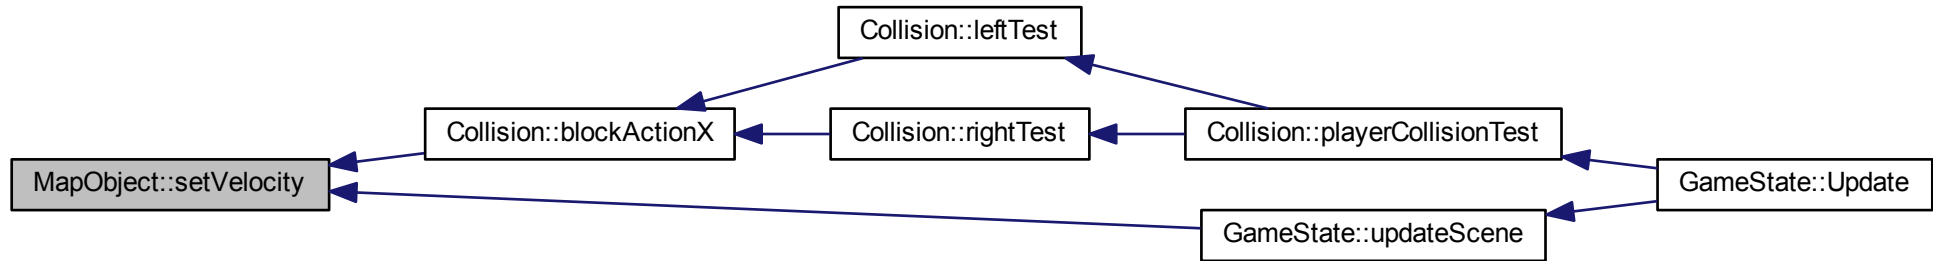 Collision::leftTest
Collision::blockActionX
Collision::rightTest
Collision::playerCollisionTest
MapObject::setVelocity
GameState::Update
GameState::updateScene